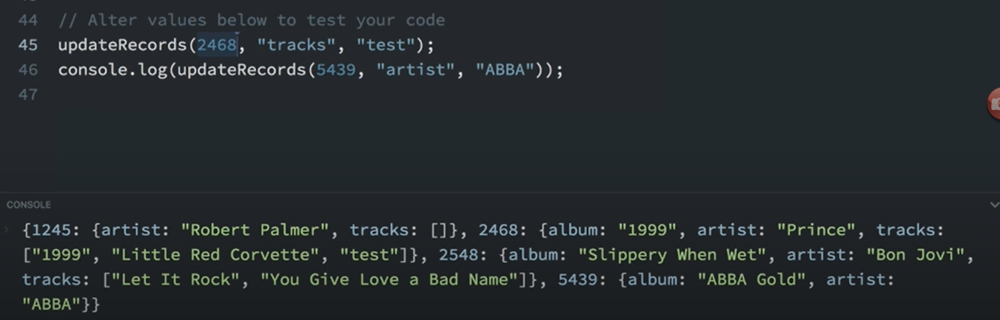 44 // Alter values below to test your code
45 updateRecords(2468, "tracks", "test");
46 console.log(updateRecords(5439, "artist", "ABBA"));
47
CONSOLE
{1245: {artist: "Robert Palmer", tracks: []}, 2468: {album: "1999", artist: "Prince", tracks:
["1999", "Little Red Corvette", "test"]}, 2548: {album: "Slippery When Wet", artist: "Bon Jovi",
tracks: ["Let It Rock", "You Give Love a Bad Name"]}, 5439: {album: "ABBA Gold", artist:
"ABBA"}}